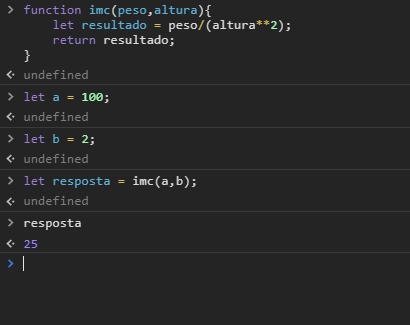 function imc(peso,altura){
let resultado = peso/(altura**2);
return resultado;
}
undefined
let a = 100;
undefined
let b = 2;
undefined
let resposta = imc(a,b);
undefined
resposta
25